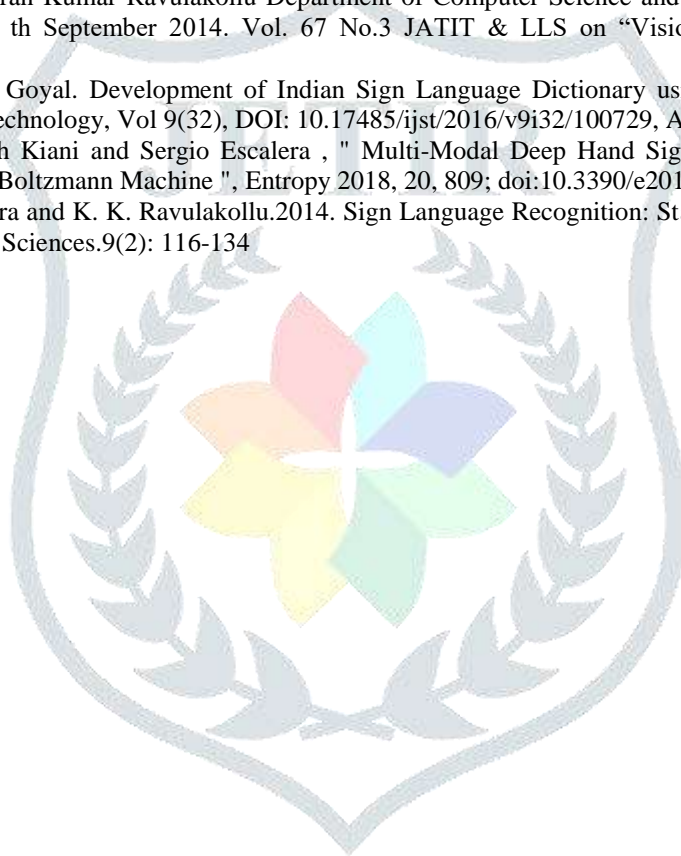 Kumar Ravulakollu Department of Computer Science and
th September 2014. Vol. 67 No.3 JATIT & LLS on “Visio
Goyal. Development of Indian Sign Language Dictionary us
echnology, Vol 9(32), DOI: 10.17485/ijst/2016/v9i32/100729, A
h Kiani and Sergio Escalera , " Multi-Modal Deep Hand Sig
Boltzmann Machine ", Entropy 2018, 20, 809; doi:10.3390/e201
ra and K. K. Ravulakollu.2014. Sign Language Recognition: St
Sciences.9(2): 116-134
JETIR